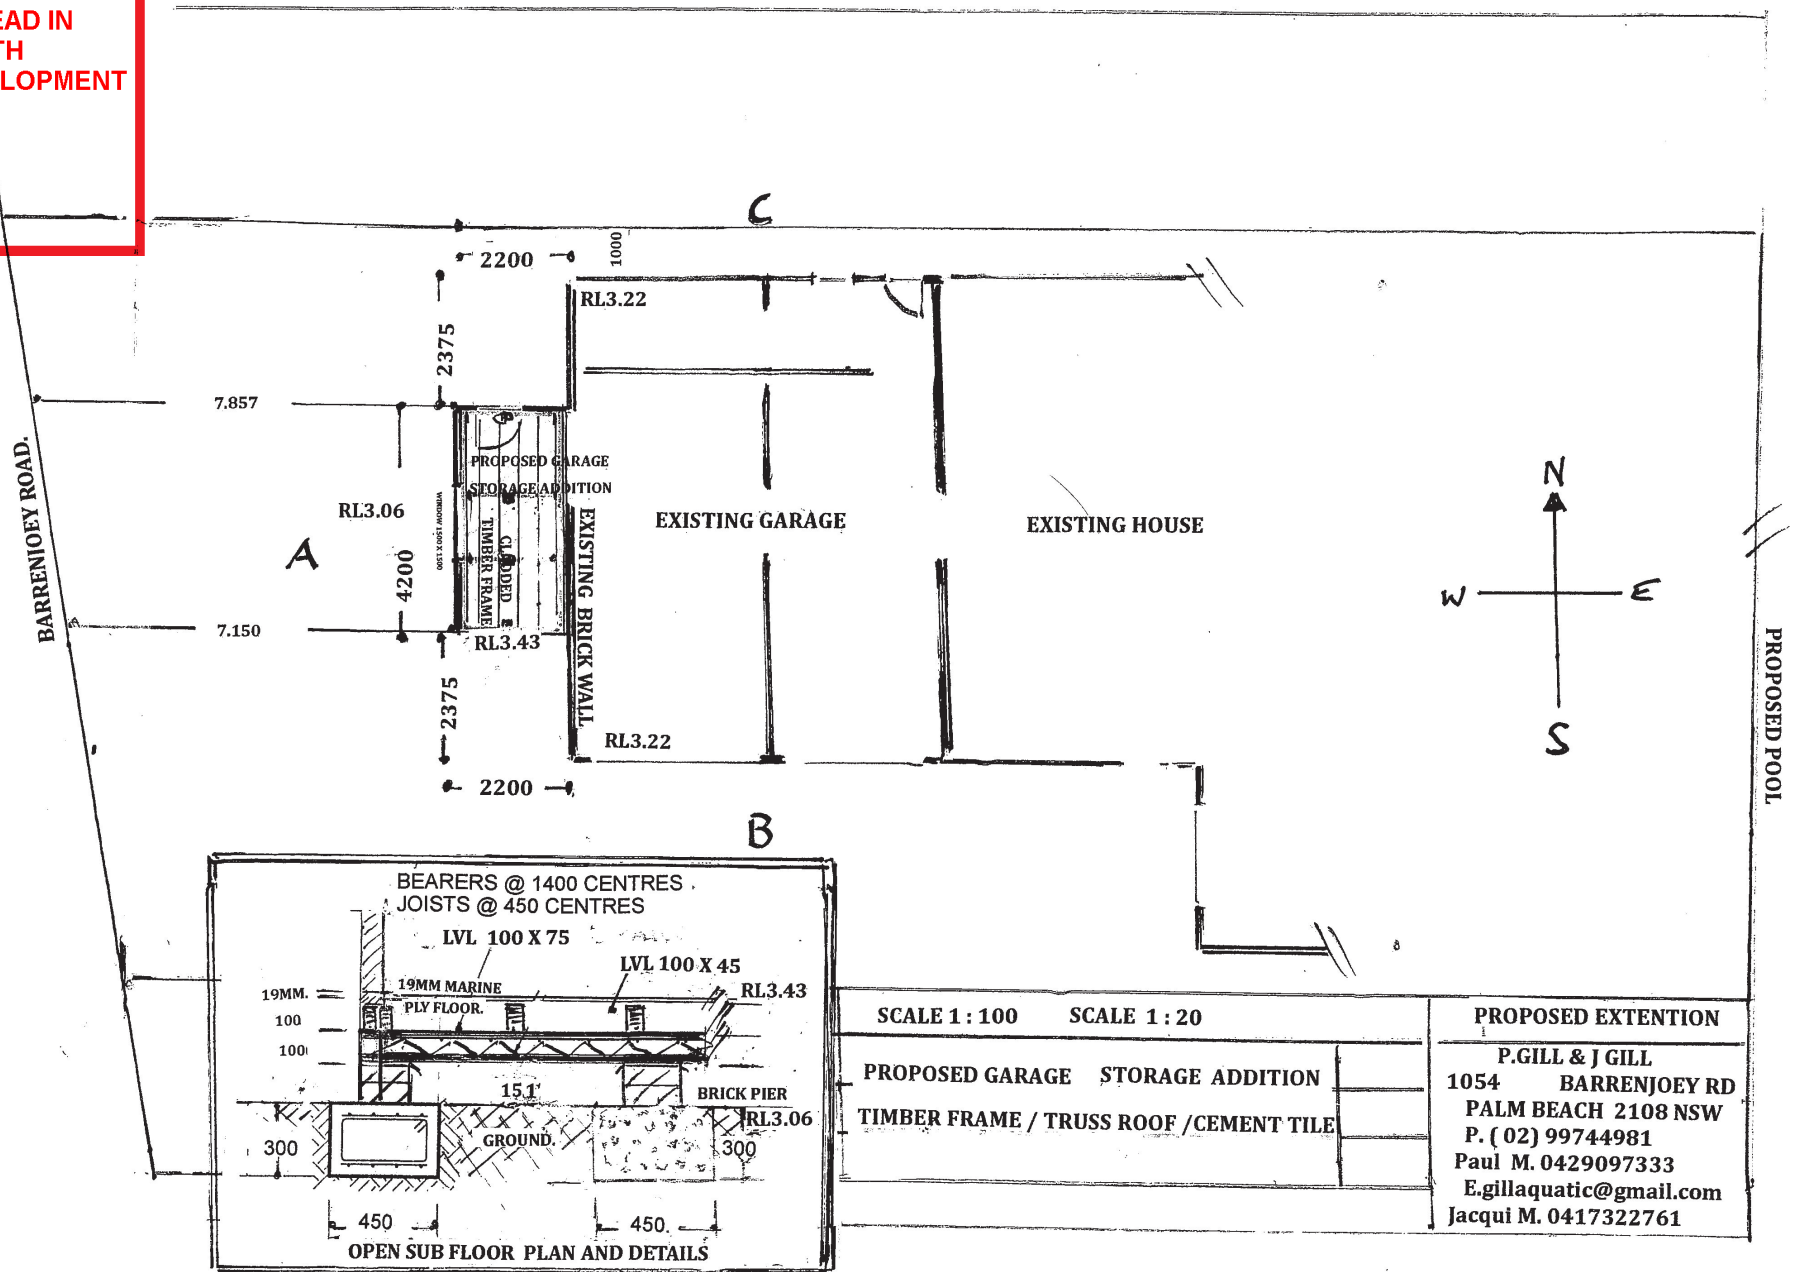 EAD IN
TH
LOPMENT
C
2200
1000
RL3.22
2375
7.857
PROPOSED GARAGE
STORAGE ADDITION
BARRENJOEY ROAD.
RL3.06
WINDOW 1500 X 1500
A
4200
CLADDED
TIMBER FRAME
EXISTING BRICK WALL
EXISTING GARAGE
EXISTING HOUSE
N
W
E
S
7.150
RL3.43
2375
RL3.22
2200
PROPOSED POOL
B
BEARERS @ 1400 CENTRES
JOISTS @ 450 CENTRES
LVL 100 X 75
LVL 100 X 45
19MM MARINE
PLY FLOOR.
19MM.
100
100
RL3.43
151
BRICK PIER
RL3.06
GROUND.
300
300
450
450.
OPEN SUB FLOOR PLAN AND DETAILS
SCALE 1 : 100 SCALE 1 : 20
PROPOSED GARAGE STORAGE ADDITION
TIMBER FRAME / TRUSS ROOF /CEMENT TILE
PROPOSED EXTENTION
P.GILL & J GILL
1054 BARRENJOEY RD
PALM BEACH 2108 NSW
P. ( 02) 99744981
Paul M. 0429097333
E.gillaquatic@gmail.com
Jacqui M. 0417322761